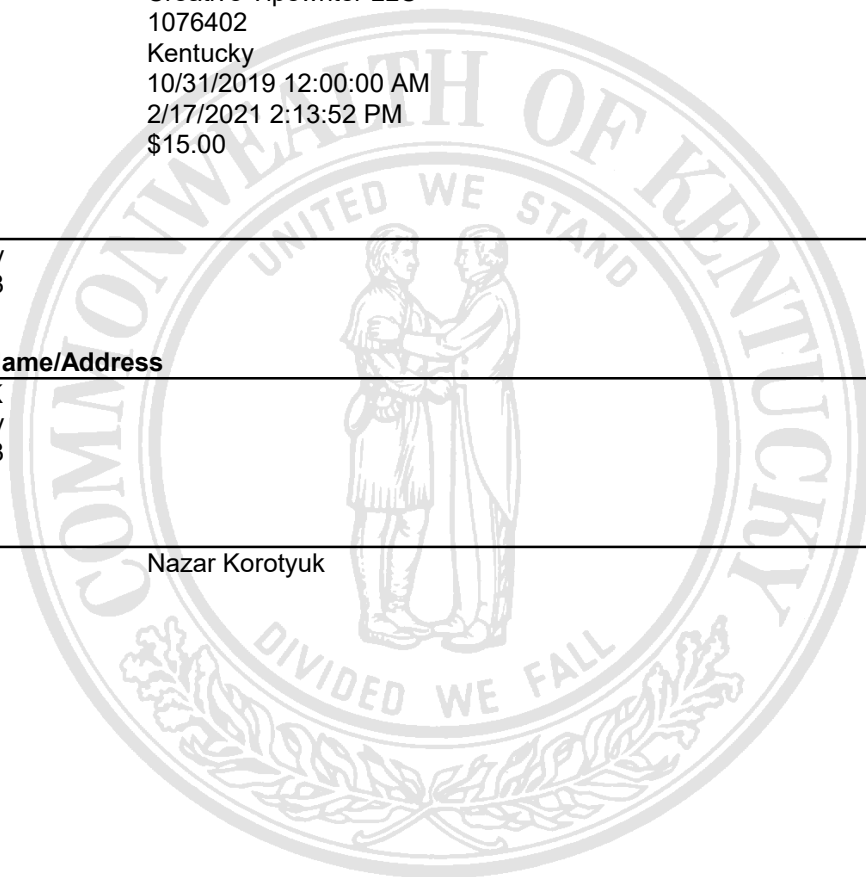 LLC
1076402
Kentucky
10/31/2019 12:00:00 AM
2/17/2021 2:13:52 PM
$15.00
ame/Address
Nazar Korotyuk
COMMONWEALTH OF KENTUCKY
UNITED WE STAND
DIVIDED WE FALL